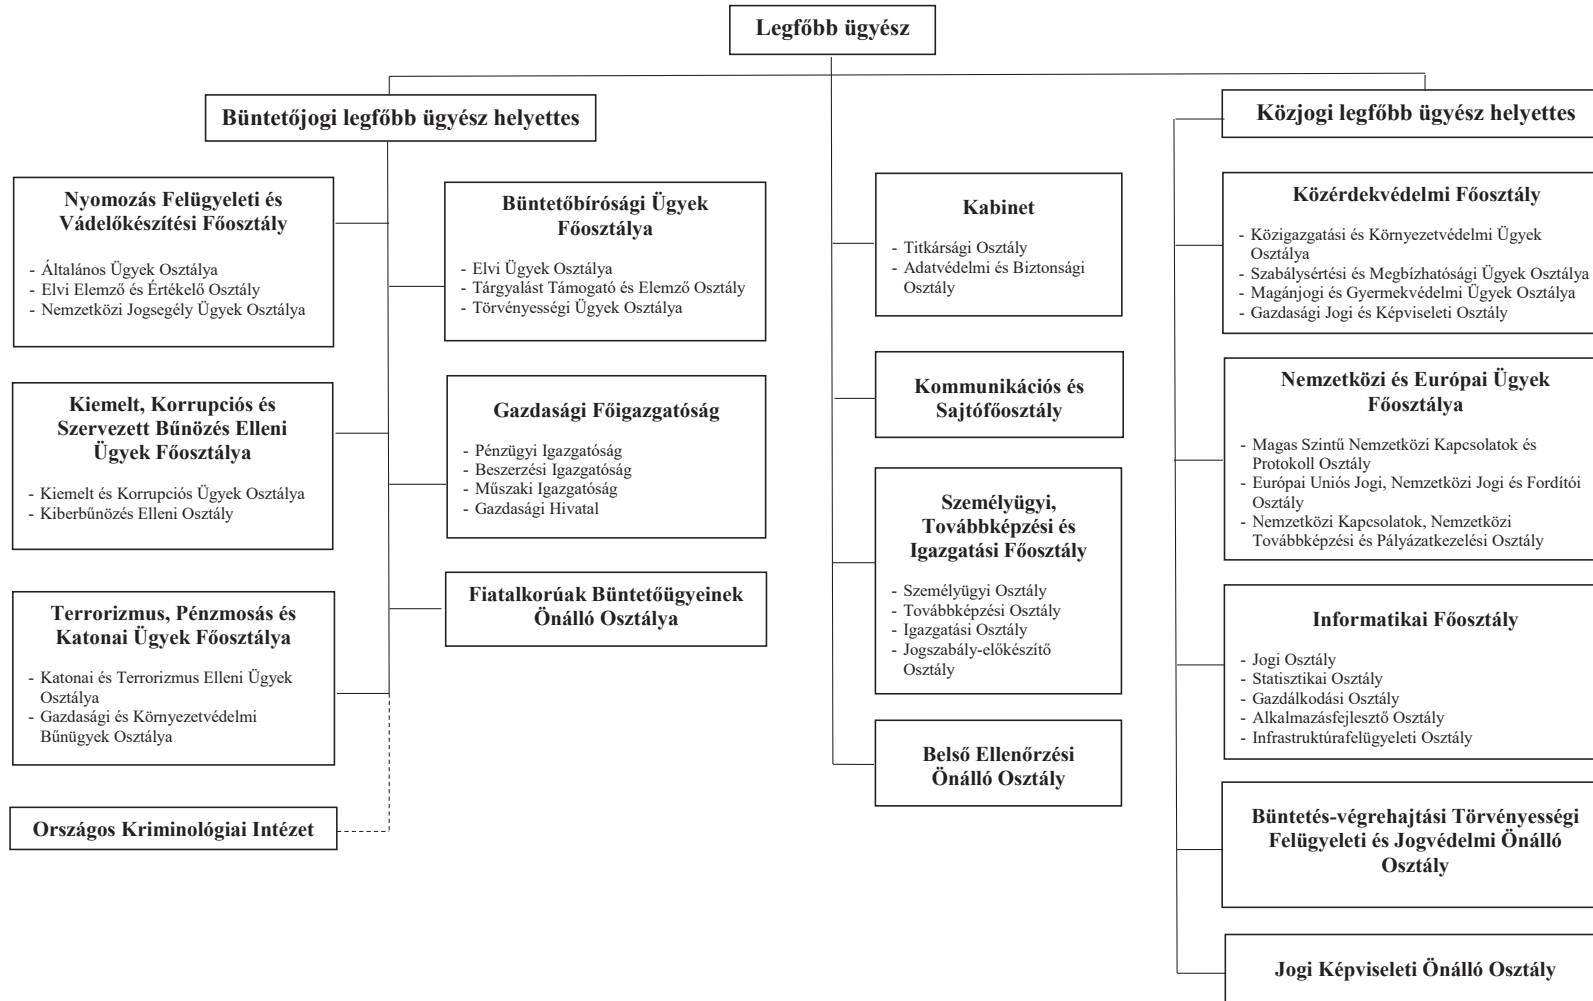 Legfőbb ügyész
Büntetőjogi legfőbb ügyész helyettes
Közjogi legfőbb ügyész helyettes
Nyomozás Felügyeleti és
Vádelőkészítési Főosztály
- Általános Ügyek Osztálya
- Elvi Elemző és Értékelő Osztály
- Nemzetközi Jogsegély Ügyek Osztálya
Kiemelt, Korrupciós és
Szervezett Bűnözés Elleni
Ügyek Főosztálya
- Kiemelt és Korrupciós Ügyek Osztálya
- Kiberbűnözés Elleni Osztály
Terrorizmus, Pénzmosás és
Katonai Ügyek Főosztálya
- Katonai és Terrorizmus Elleni Ügyek
Osztálya
- Gazdasági és Környezetvédelmi
Bűnügyek Osztálya
Országos Kriminológiai Intézet
Büntetőbírósági Ügyek
Főosztálya
- Elvi Ügyek Osztálya
- Tárgyalást Támogató és Elemző Osztály
- Törvényességi Ügyek Osztálya
Gazdasági Főigazgatóság
- Pénzügyi Igazgatóság
- Beszerzési Igazgatóság
- Műszaki Igazgatóság
- Gazdasági Hivatal
Fiatalkorúak Büntetőügyeinek
Önálló Osztálya
Kabinet
- Titkársági Osztály
- Adatvédelmi és Biztonsági
Osztály
Kommunikációs és
Sajtófőosztály
Személyügyi,
Továbbképzési és
Igazgatási Főosztály
- Személyügyi Osztály
- Továbbképzési Osztály
- Igazgatási Osztály
- Jogszabály-előkészítő
Osztály
Belső Ellenőrzési
Önálló Osztály
Közérdekvédelmi Főosztály
- Közigazgatási és Környezetvédelmi Ügyek
Osztálya
- Szabálysértési és Megbízhatósági Ügyek Osztálya
- Magánjogi és Gyermekvédelmi Ügyek Osztálya
- Gazdasági Jogi és Képviseleti Osztály
Nemzetközi és Európai Ügyek
Főosztálya
- Magas Szintű Nemzetközi Kapcsolatok és
Protokoll Osztály
- Európai Uniós Jogi, Nemzetközi Jogi és Fordítói
Osztály
- Nemzetközi Kapcsolatok, Nemzetközi
Továbbképzési és Pályázatkezelési Osztály
Informatikai Főosztály
- Jogi Osztály
- Statisztikai Osztály
- Gazdálkodási Osztály
- Alkalmazásfejlesztő Osztály
- Infrastruktúrafelügyeleti Osztály
Büntetés-végrehajtási Törvényességi
Felügyeleti és Jogvédelmi Önálló
Osztály
Jogi Képviseleti Önálló Osztály